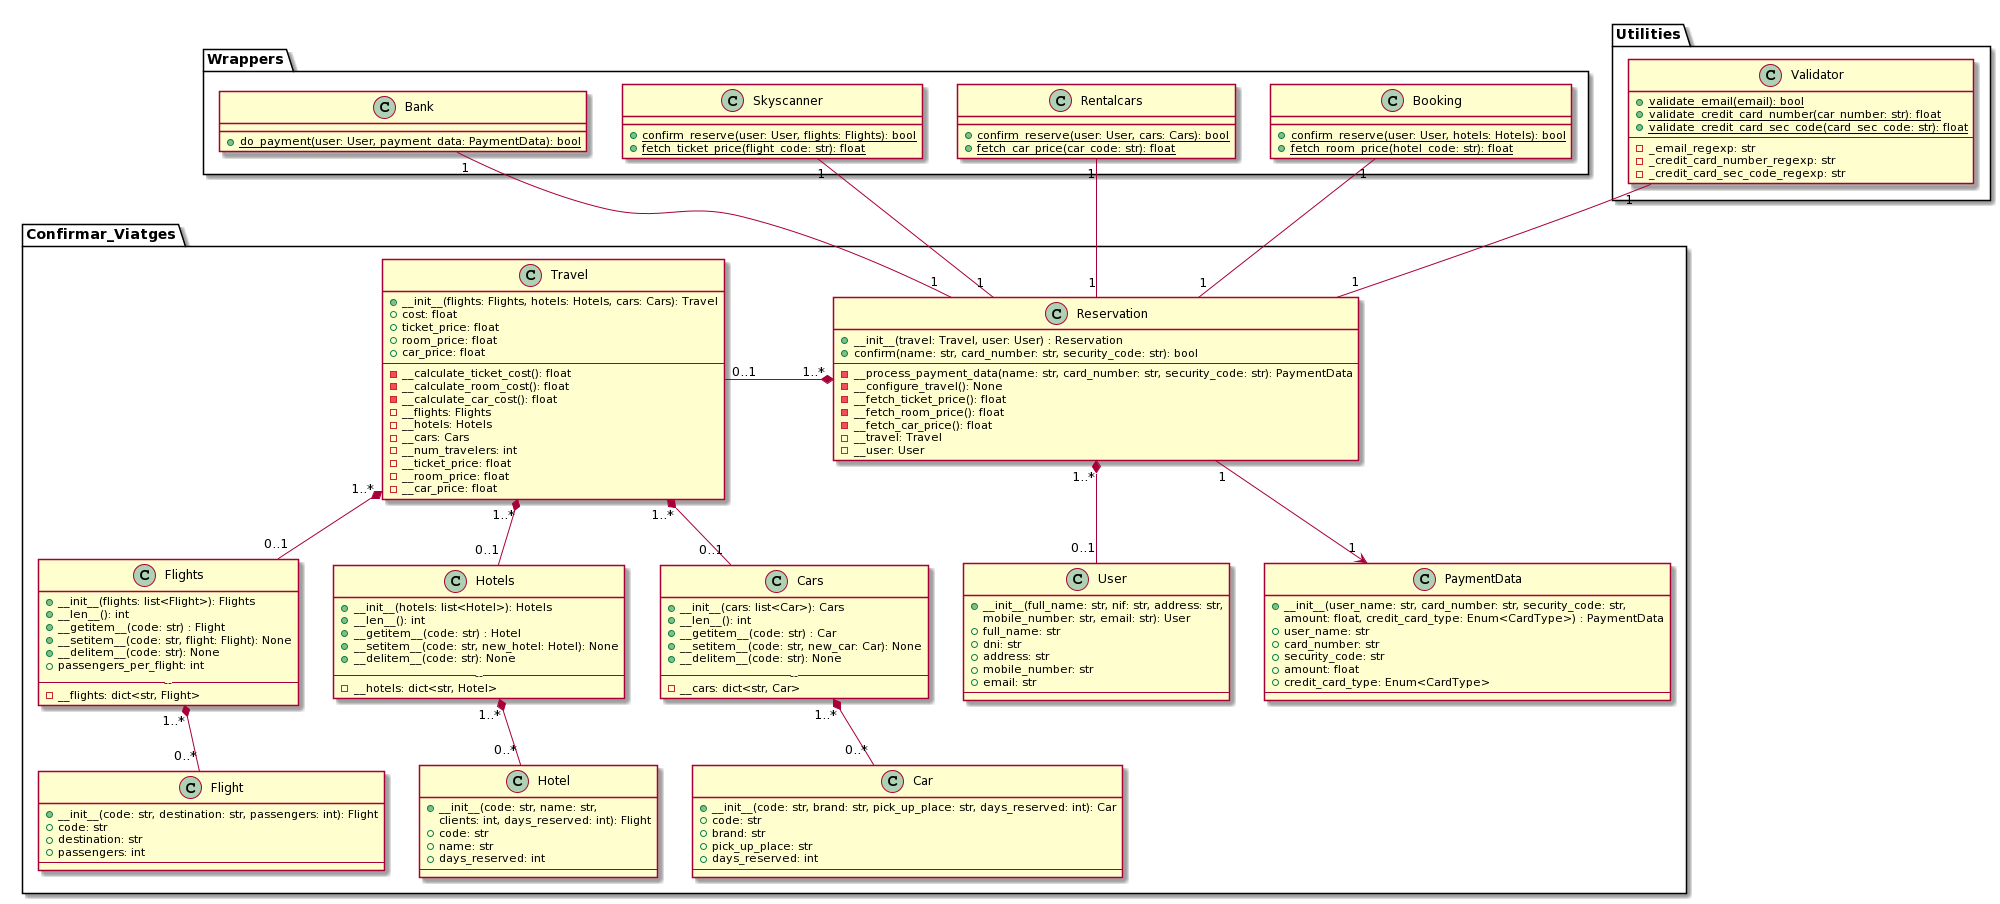 Utilities
Wrappers
C Validator
validate_email(email): bool
validate_credit_card_number(car_number: str): float
validate_credit_card_sec_code(card_sec_code: str): float
_email_regexp: str
_credit_card_number_regexp: str
_credit_card_sec_code_regexp: str
C Bank
do_payment(user: User, payment_data: PaymentData): bool
C Skyscanner
confirm_reserve(user: User, flights: Flights): bool
fetch_ticket_price(flight_code: str): float
C Rentalcars
confirm_reserve(user: User, cars: Cars): bool
fetch_car_price(car_code: str): float
C Booking
confirm_reserve(user: User, hotels: Hotels): bool
fetch_room_price(hotel_code: str): float
1
1
1
1
1
Confirmar_Viatges
1
1
1
1
1
C Travel
__init__(flights: Flights, hotels: Hotels, cars: Cars): Travel
cost: float
ticket_price: float
room_price: float
car_price: float
__calculate_ticket_cost(): float
__calculate_room_cost(): float
__calculate_car_cost(): float
__flights: Flights
__hotels: Hotels
__cars: Cars
__num_travelers: int
__ticket_price: float
__room_price: float
__car_price: float
0..1
1..*
C Reservation
__init__(travel: Travel, user: User) : Reservation
confirm(name: str, card_number: str, security_code: str): bool
__process_payment_data(name: str, card_number: str, security_code: str): PaymentData
__configure_travel(): None
__fetch_ticket_price(): float
__fetch_room_price(): float
__fetch_car_price(): float
__travel: Travel
__user: User
1..*
1..*
1..*
1..*
1
0..1
0..1
0..1
0..1
1
C Flights
__init__(flights: list<Flight>): Flights
__len__(): int
__getitem__(code: str) : Flight
__setitem__(code: str, flight: Flight): None
__delitem__(code: str): None
passengers_per_flight: int
--
__flights: dict<str, Flight>
C Hotels
__init__(hotels: list<Hotel>): Hotels
__len__(): int
__getitem__(code: str) : Hotel
__setitem__(code: str, new_hotel: Hotel): None
__delitem__(code: str): None
--
__hotels: dict<str, Hotel>
C Cars
__init__(cars: list<Car>): Cars
__len__(): int
__getitem__(code: str) : Car
__setitem__(code: str, new_car: Car): None
__delitem__(code: str): None
--
__cars: dict<str, Car>
C User
__init__(full_name: str, nif: str, address: str,
mobile_number: str, email: str): User
full_name: str
dni: str
address: str
mobile_number: str
email: str
C PaymentData
__init__(user_name: str, card_number: str, security_code: str,
amount: float, credit_card_type: Enum<CardType>) : PaymentData
user_name: str
card_number: str
security_code: str
amount: float
credit_card_type: Enum<CardType>
1..*
1..*
1..*
0..*
0..*
0..*
C Flight
__init__(code: str, destination: str, passengers: int): Flight
code: str
destination: str
passengers: int
C Hotel
__init__(code: str, name: str,
clients: int, days_reserved: int): Flight
code: str
name: str
days_reserved: int
C Car
__init__(code: str, brand: str, pick_up_place: str, days_reserved: int): Car
code: str
brand: str
pick_up_place: str
days_reserved: int